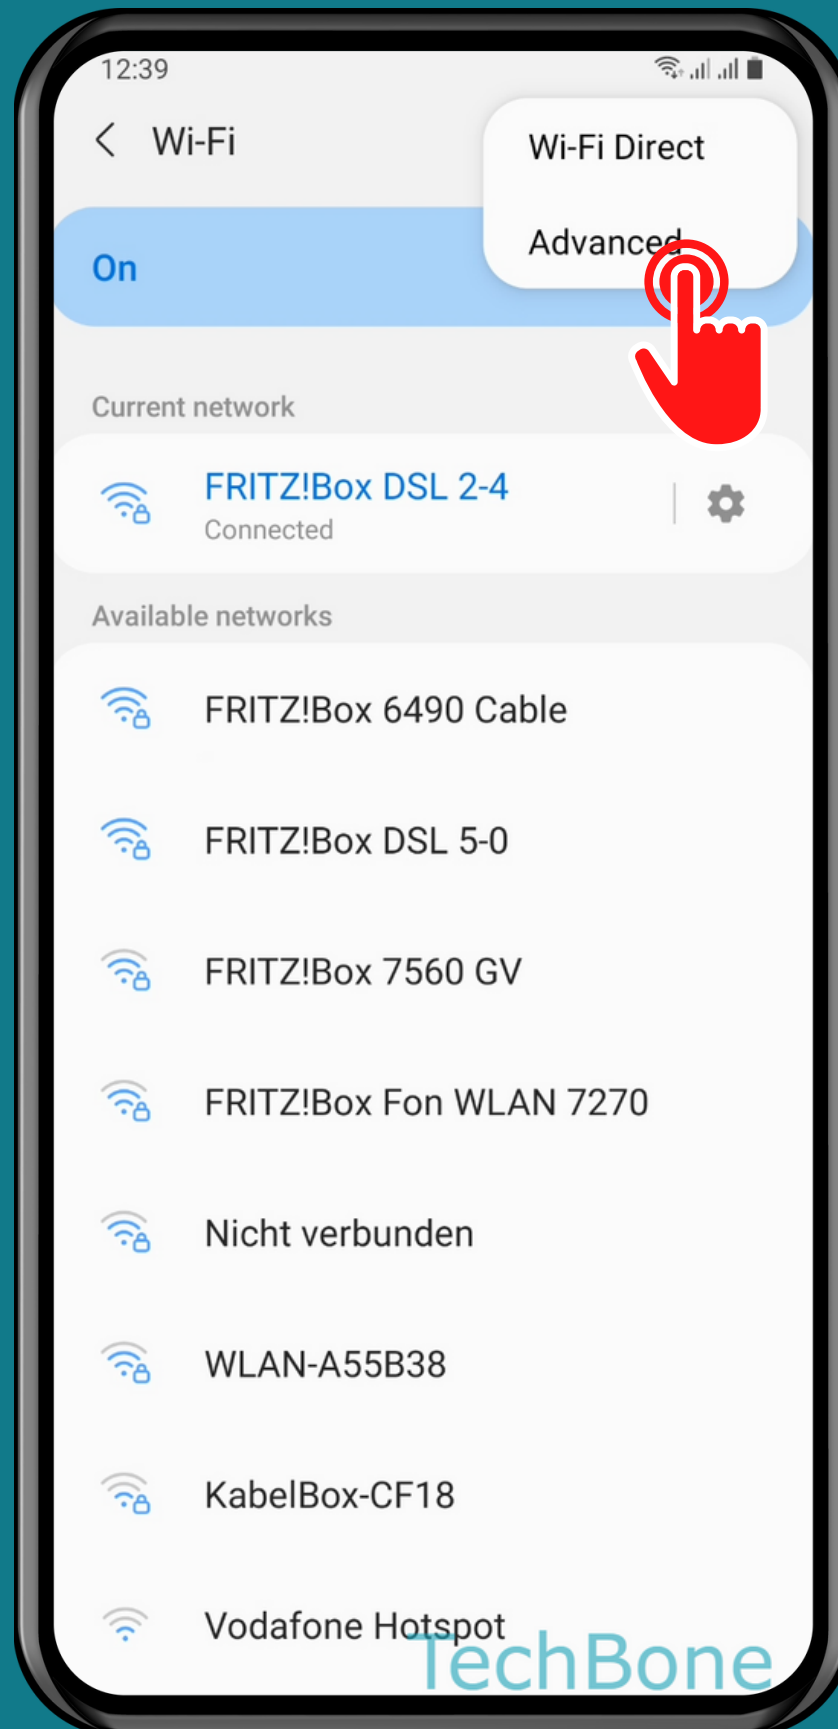 12:39
Wi-Fi
Wi-Fi Direct
Advanced
On
Current network
FRITZ!Box DSL 2-4
Connected
Available networks
FRITZ!Box 6490 Cable
FRITZ!Box DSL 5-0
FRITZ!Box 7560 GV
FRITZ!Box Fon WLAN 7270
Nicht verbunden
WLAN-A55B38
KabelBox-CF18
Vodafone Hotspot
TechBone